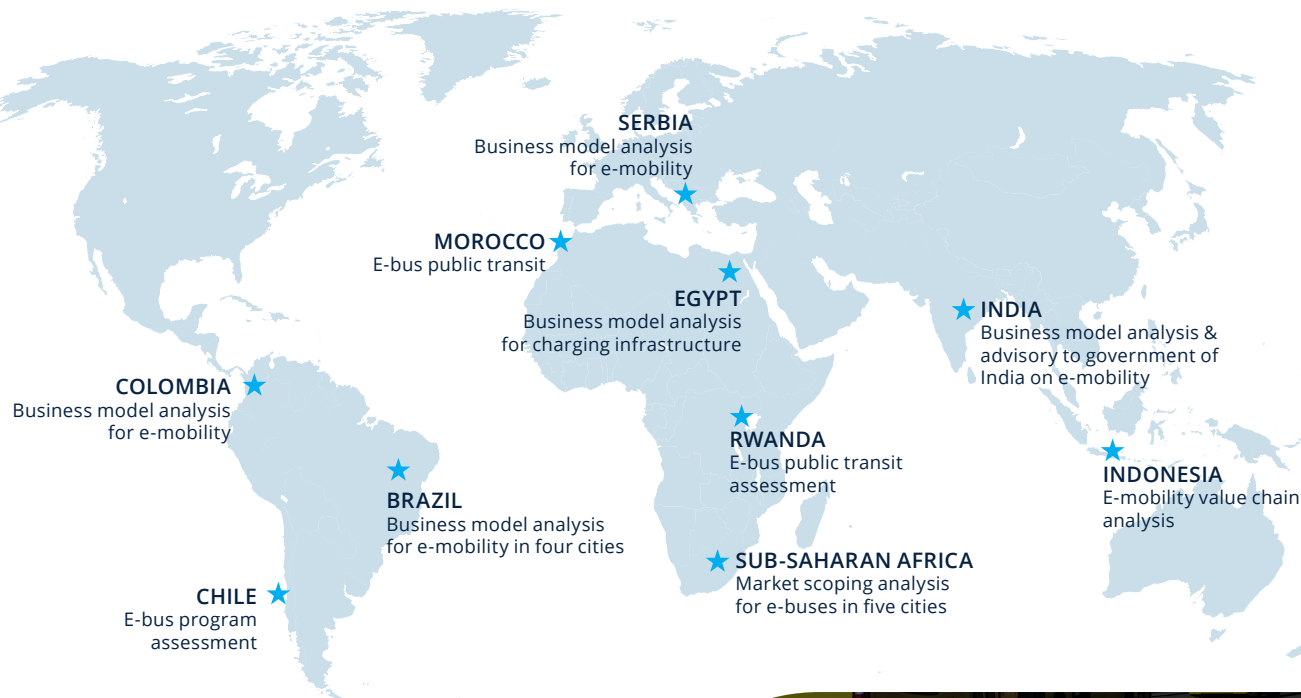 SERBIA
Business model analysis
for e-mobility
MOROCCO
E-bus public transit
EGYPT
Business model analysis
for charging infrastructure
INDIA
Business model analysis &
advisory to government of
India on e-mobility
COLOMBIA
Business model analysis
for e-mobility
RWANDA
E-bus public transit
assessment
INDONESIA
E-mobility value chain
analysis
BRAZIL
Business model analysis
for e-mobility in four cities
SUB-SAHARAN AFRICA
Market scoping analysis
for e-buses in five cities
CHILE
E-bus program
assessment